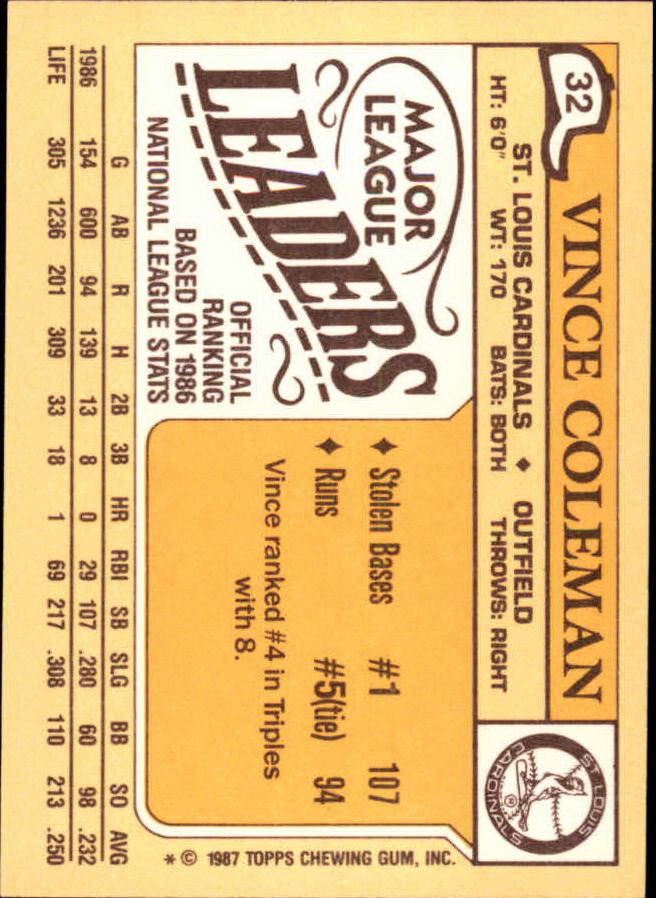 32
VINCE COLEMAN
ST. LOUIS CARDINALS ♦ OUTFIELD
HT: 6'0" WT: 170 BATS: BOTH THROWS: RIGHT
ST LOUIS
CARDINALS
®
MAJOR
LEAGUE
LEADERS
OFFICIAL
RANKING
BASED ON 1986
NATIONAL LEAGUE STATS
♦ Stolen Bases #1 107
♦ Runs #5(tie) 94
Vince ranked #4 in Triples
with 8.
* © 1987 TOPPS CHEWING GUM, INC.
G AB R H 2B 3B HR RBI SB SLG BB SO AVG
1986 154 600 94 139 13 8 0 29 107 .280 60 98 .232
LIFE 305 1236 201 309 33 18 1 69 217 .308 110 213 .250